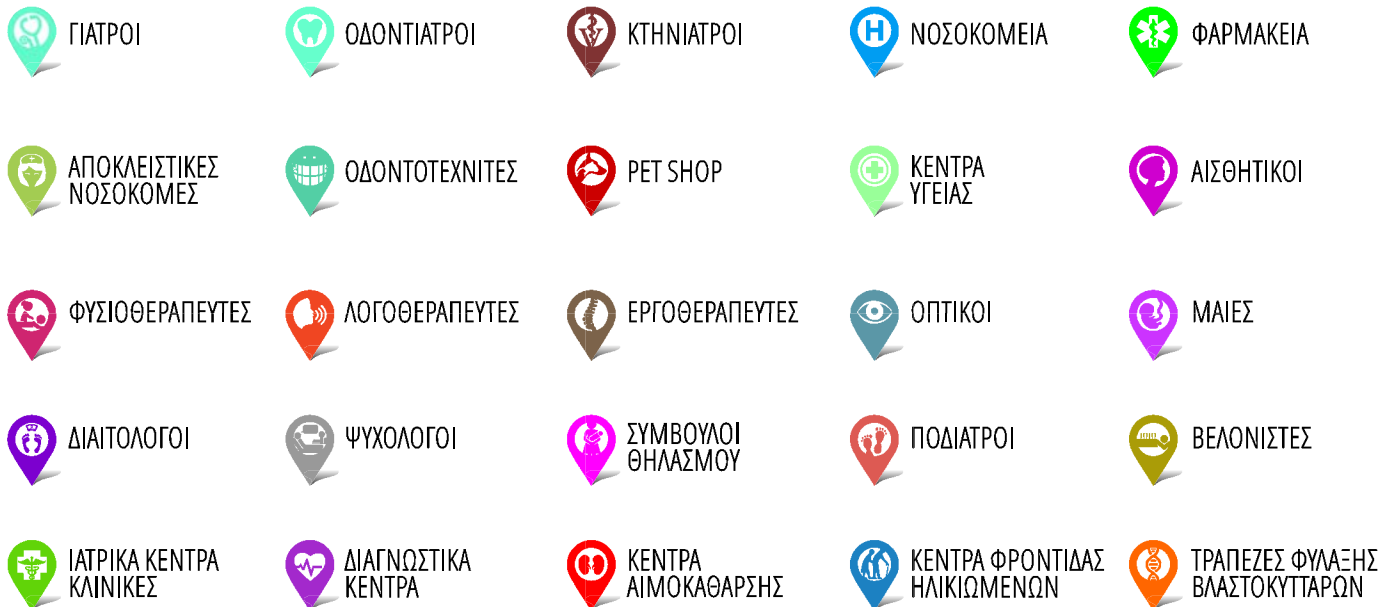 ΓΙΑΤΡΟΙ
ΟΔΟΝΤΙΑΤΡΟΙ
ΚΤΗΝΙΑΤΡΟΙ
H
ΝΟΣΟΚΟΜΕΙΑ
ΦΑΡΜΑΚΕΙΑ
ΑΠΟΚΛΕΙΣΤΙΚΕΣ
ΝΟΣΟΚΟΜΕΣ
ΟΔΟΝΤΟΤΕΧΝΙΤΕΣ
PET SHOP
ΚΕΝΤΡΑ
ΥΓΕΙΑΣ
ΑΙΣΘΗΤΙΚΟΙ
ΦΥΣΙΟΘΕΡΑΠΕΥΤΕΣ
ΛΟΓΟΘΕΡΑΠΕΥΤΕΣ
ΕΡΓΟΘΕΡΑΠΕΥΤΕΣ
ΟΠΤΙΚΟΙ
ΜΑΙΕΣ
ΔΙΑΙΤΟΛΟΓΟΙ
ΨΥΧΟΛΟΓΟΙ
ΣΥΜΒΟΥΛΟΙ
ΘΗΛΑΣΜΟΥ
ΠΟΔΙΑΤΡΟΙ
ΒΕΛΟΝΙΣΤΕΣ
ΙΑΤΡΙΚΑ ΚΕΝΤΡΑ
ΚΛΙΝΙΚΕΣ
ΔΙΑΓΝΩΣΤΙΚΑ
ΚΕΝΤΡΑ
ΚΕΝΤΡΑ
ΑΙΜΟΚΑΘΑΡΣΗΣ
ΚΕΝΤΡΑ ΦΡΟΝΤΙΔΑΣ
ΗΛΙΚΙΩΜΕΝΩΝ
ΤΡΑΠΕΖΕΣ ΦΥΛΑΞΗΣ
ΒΛΑΣΤΟΚΥΤΤΑΡΩΝ